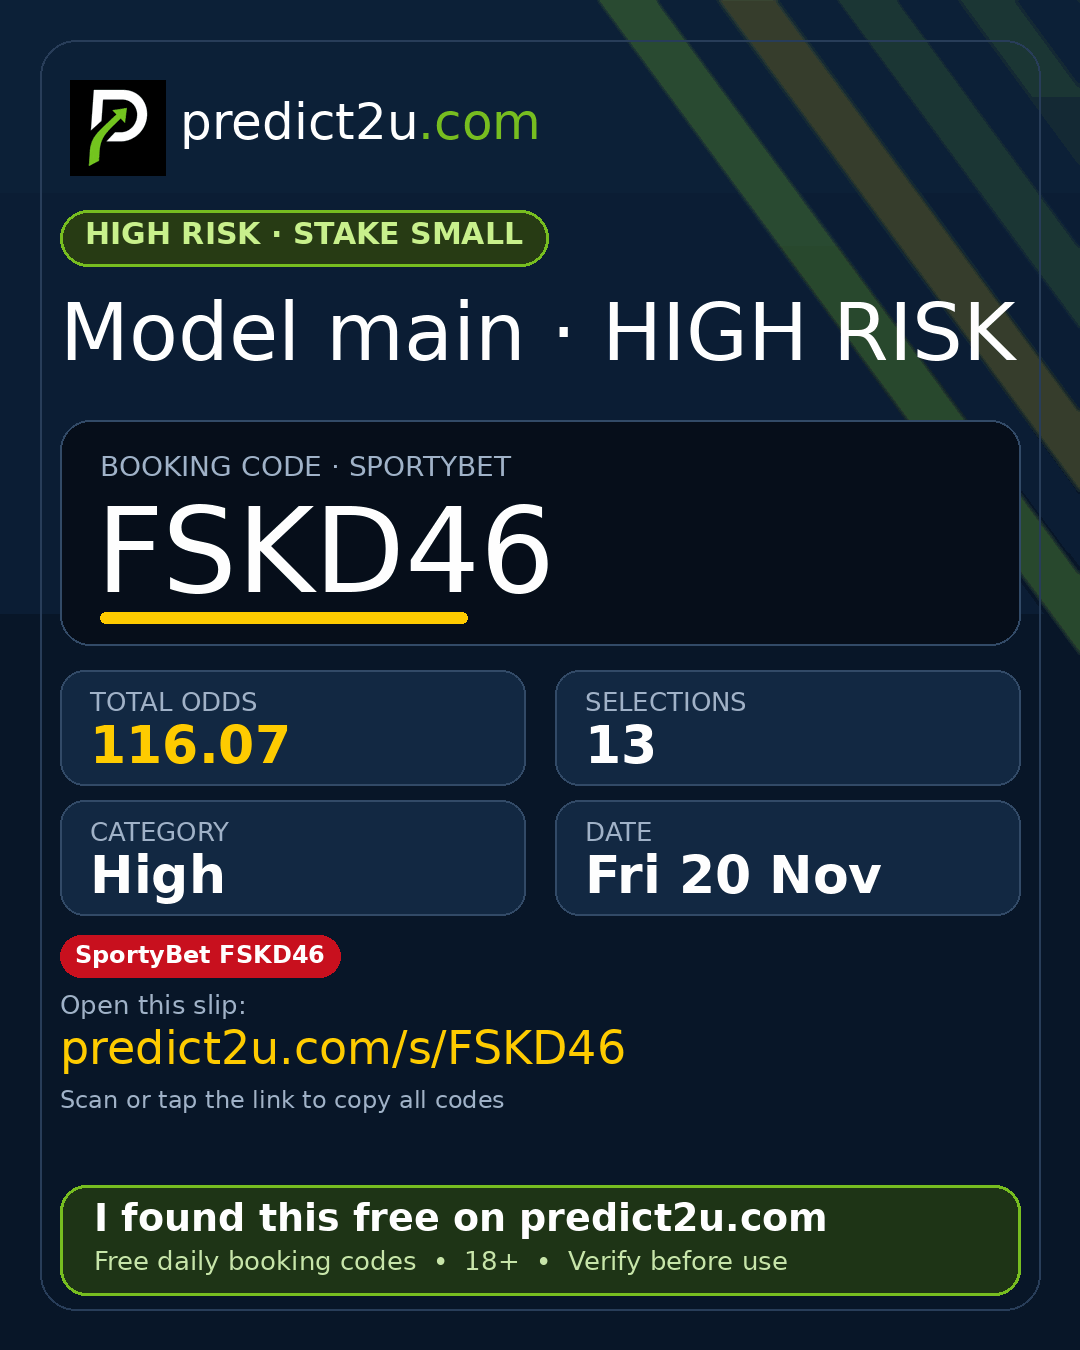 predict2u.com
HIGH RISK · STAKE SMALL
Model main · HIGH RISK
BOOKING CODE · SPORTYBET
FSKD46
TOTAL ODDS
116.07
SELECTIONS
13
CATEGORY
High
DATE
Fri 20 Nov
SportyBet FSKD46
Open this slip:
predict2u.com/s/FSKD46
Scan or tap the link to copy all codes
I found this free on predict2u.com
Free daily booking codes • 18+ • Verify before use